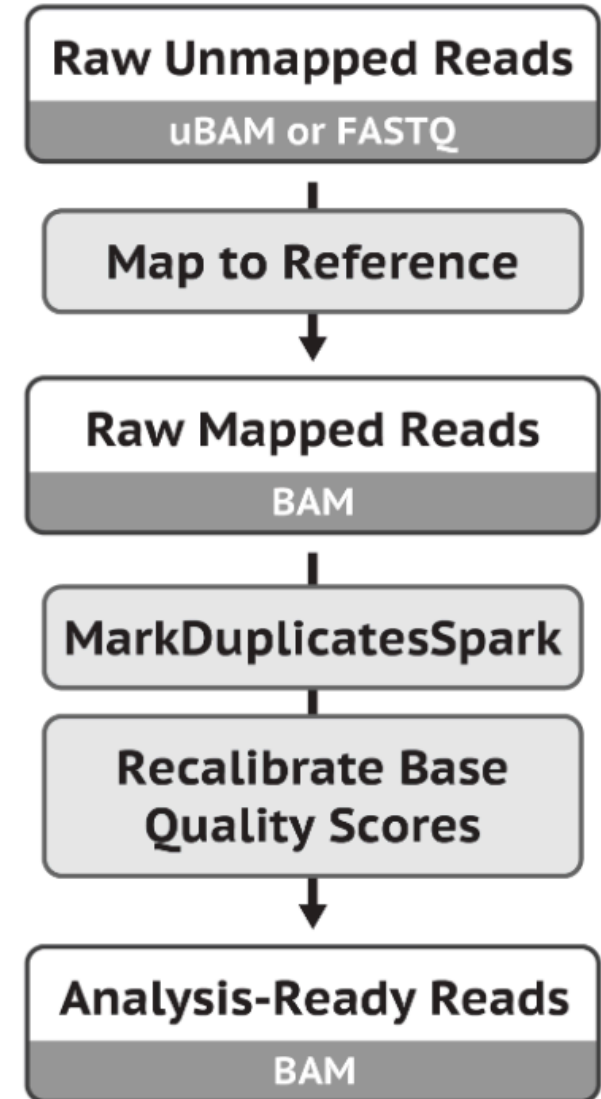 Raw Unmapped Reads
uBAM or FASTQ
Map to Reference
Raw Mapped Reads
BAM
MarkDuplicatesSpark
Recalibrate Base
Quality Scores
Analysis-Ready Reads
BAM